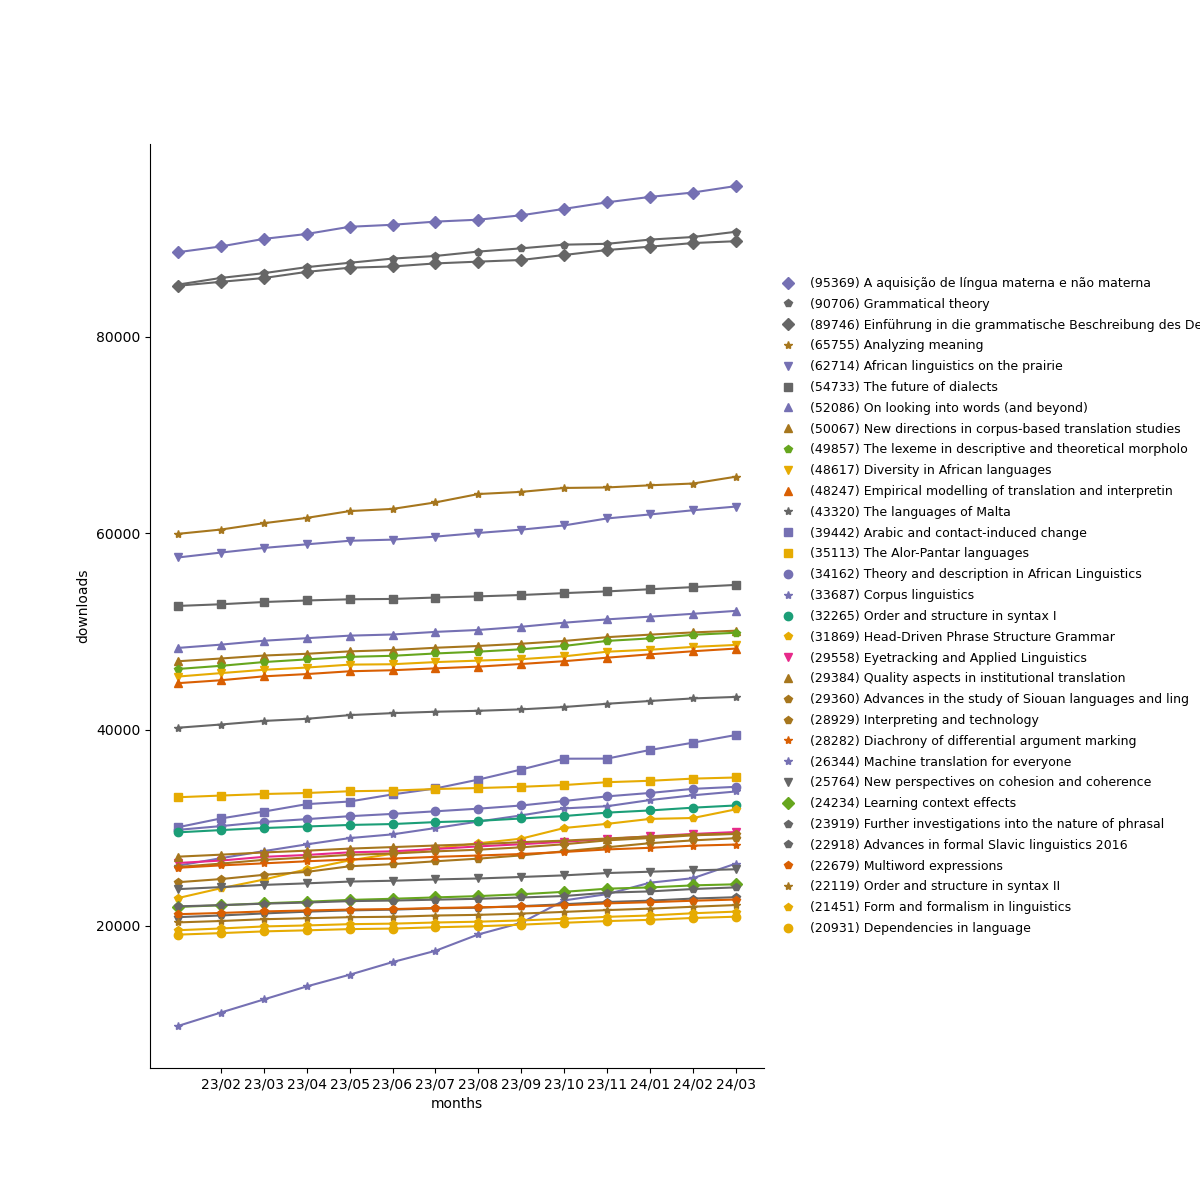 80000
60000
40000
20000
downloads
23/02 23/03 23/04 23/05 23/06 23/07 23/08 23/09 23/10 23/11 24/01 24/02 24/03
months
(95369) A aquisição de língua materna e não materna
(90706) Grammatical theory
(89746) Einführung in die grammatische Beschreibung des De
(65755) Analyzing meaning
(62714) African linguistics on the prairie
(54733) The future of dialects
(52086) On looking into words (and beyond)
(50067) New directions in corpus-based translation studies
(49857) The lexeme in descriptive and theoretical morpholo
(48617) Diversity in African languages
(48247) Empirical modelling of translation and interpretin
(43320) The languages of Malta
(39442) Arabic and contact-induced change
(35113) The Alor-Pantar languages
(34162) Theory and description in African Linguistics
(33687) Corpus linguistics
(32265) Order and structure in syntax I
(31869) Head-Driven Phrase Structure Grammar
(29558) Eyetracking and Applied Linguistics
(29384) Quality aspects in institutional translation
(29360) Advances in the study of Siouan languages and ling
(28929) Interpreting and technology
(28282) Diachrony of differential argument marking
(26344) Machine translation for everyone
(25764) New perspectives on cohesion and coherence
(24234) Learning context effects
(23919) Further investigations into the nature of phrasal
(22918) Advances in formal Slavic linguistics 2016
(22679) Multiword expressions
(22119) Order and structure in syntax II
(21451) Form and formalism in linguistics
(20931) Dependencies in language